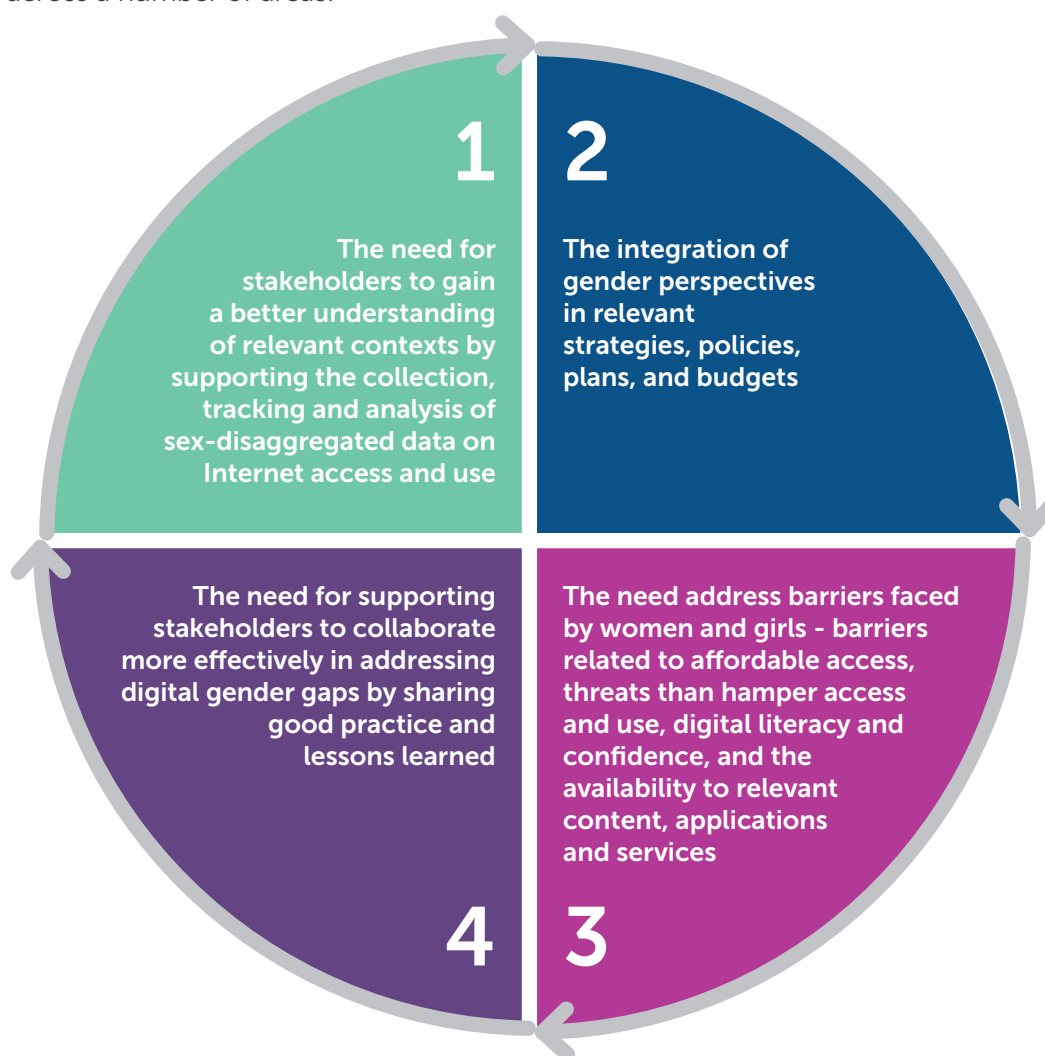 across a number of areas.
1
The need for
stakeholders to gain
a better understanding
of relevant contexts by
supporting the collection,
tracking and analysis of
sex-disaggregated data on
Internet access and use
2
The integration of
gender perspectives
in relevant
strategies, policies,
plans, and budgets
The need address barriers faced
by women and girls - barriers
related to affordable access,
threats than hamper access
and use, digital literacy and
confidence, and the
availability to relevant
content, applications
and services
3
The need for supporting
stakeholders to collaborate
more effectively in addressing
digital gender gaps by sharing
good practice and
lessons learned
4